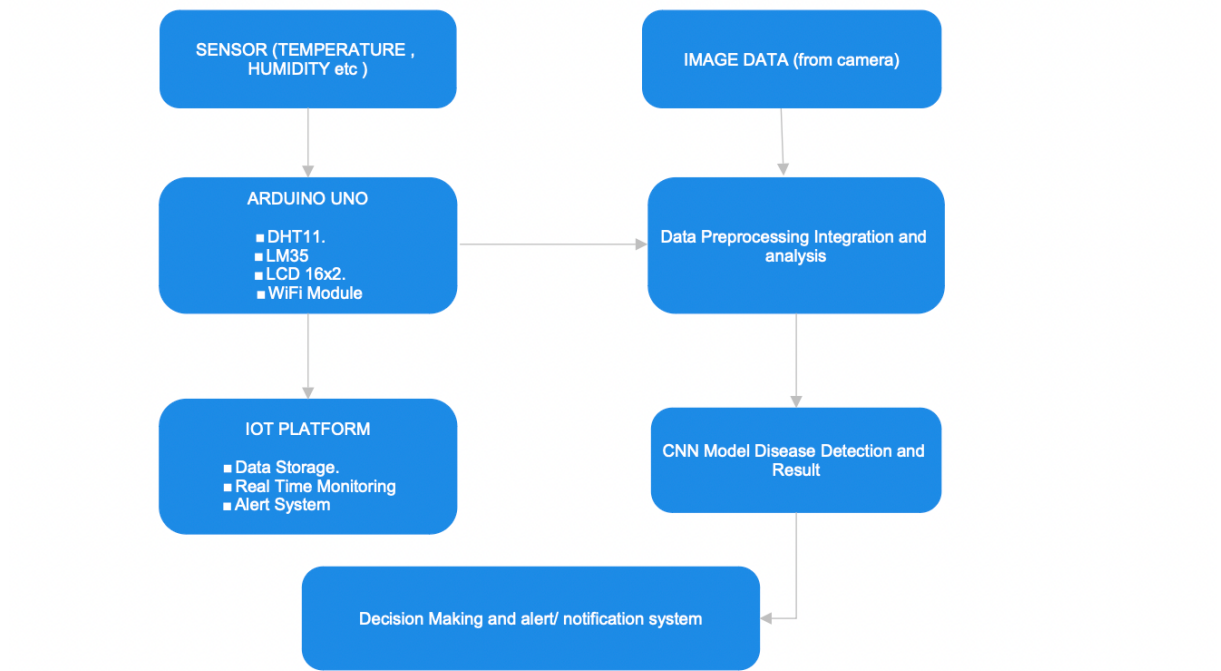 SENSOR (TEMPERATURE ,
HUMIDITY etc )
IMAGE DATA (from camera)
ARDUINO UNO
■ DHT11.
■ LM35
■ LCD 16x2.
■ WiFi Module
Data Preprocessing Integration and
analysis
IOT PLATFORM
■ Data Storage.
■ Real Time Monitoring
■ Alert System
CNN Model Disease Detection and
Result
Decision Making and alert/ notification system